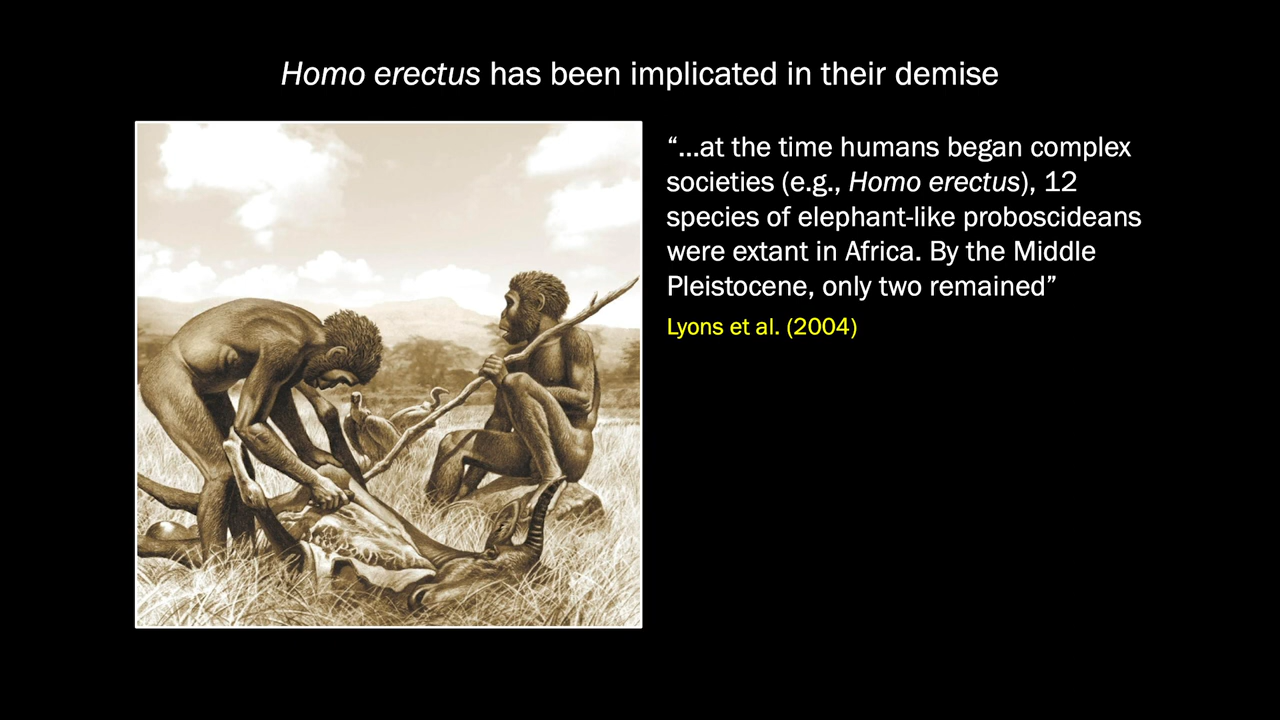 Homo erectus has been implicated in their demise
“...at the time humans began complex
societies (e.g., Homo erectus), 12
species of elephant-like proboscideans
were extant in Africa. By the Middle
Pleistocene, only two remained”
Lyons et al. (2004)